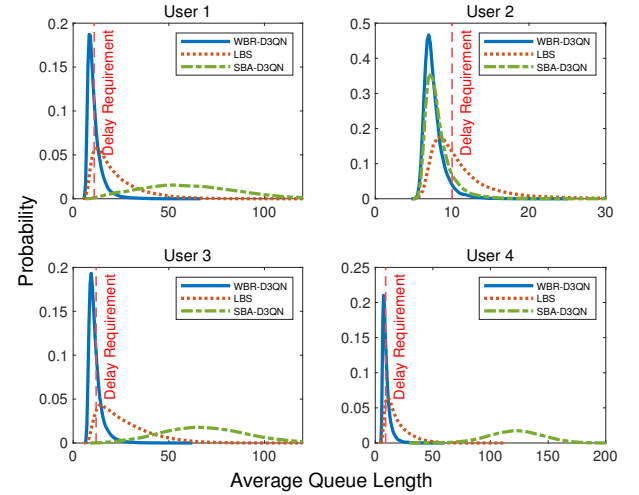 User 1
0.2
0.15
0.1
0.05
0
0 50 100
WBR-D3QN
LBS
SBA-D3QN
Delay Requirement
User 2
0.5
0.4
0.3
0.2
0.1
0
0 10 20 30
WBR-D3QN
LBS
SBA-D3QN
Delay Requirement
Probability
User 3
0.2
0.15
0.1
0.05
0
0 50 100
WBR-D3QN
LBS
SBA-D3QN
Delay Requirement
User 4
0.25
0.2
0.15
0.1
0.05
0
0 50 100 150 200
WBR-D3QN
LBS
SBA-D3QN
Delay Requirement
Average Queue Length